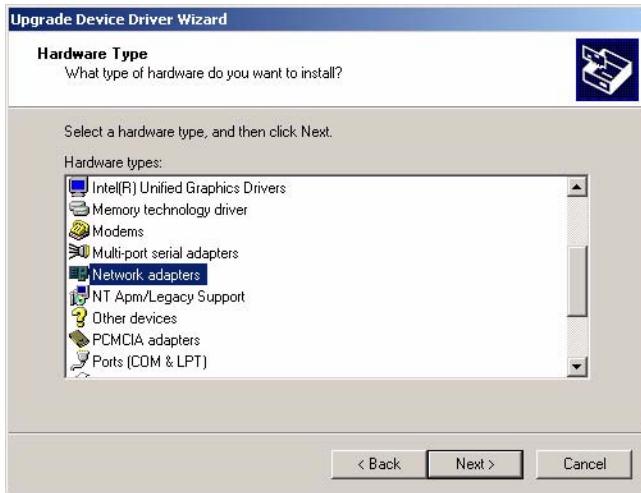 Upgrade Device Driver Wizard
Hardware Type
What type of hardware do you want to install?
Select a hardware type, and then click Next.
Hardware types:
Intel(R) Unified Graphics Drivers
Memory technology driver
Modems
Multi-port serial adapters
Network adapters
NT Apm/Legacy Support
Other devices
PCMCIA adapters
Ports (COM & LPT)
< Back Next > Cancel